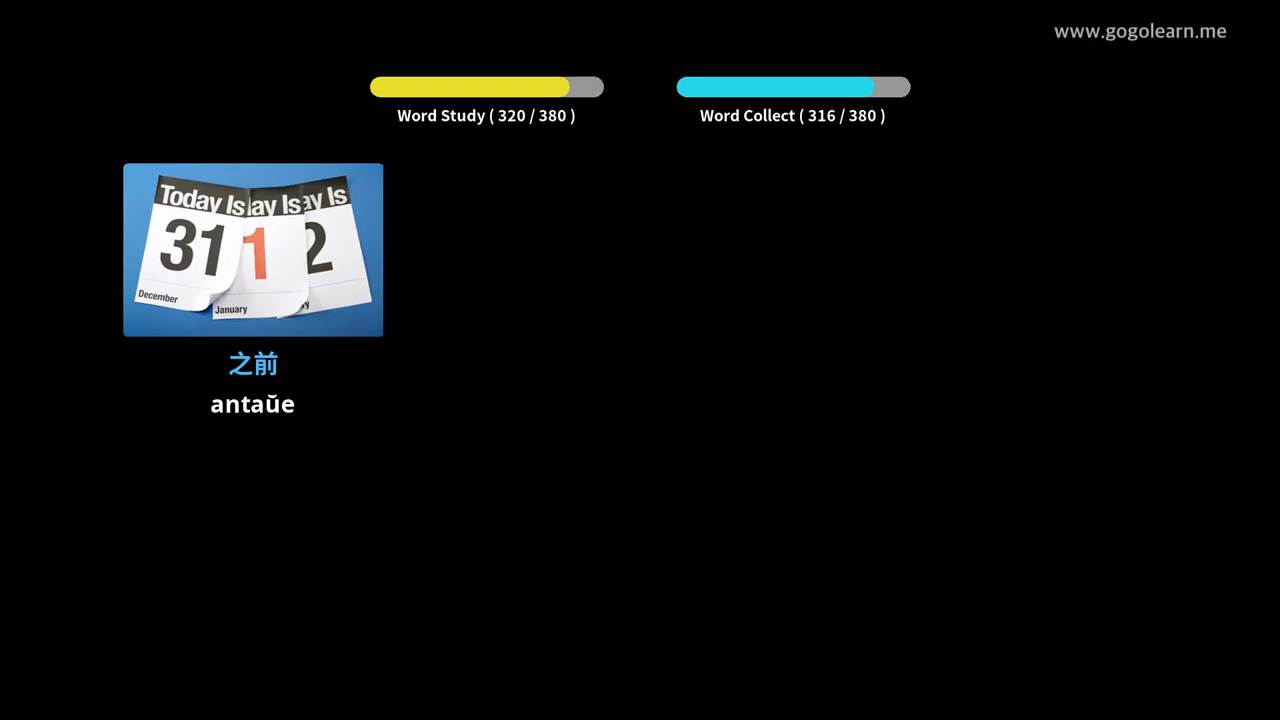 www.gogolearn.me
Word Study ( 320 / 380 )
Word Collect ( 316 / 380 )
Today Is
ay Is
ay Is
31
1
2
December
January
之前
antaŭe